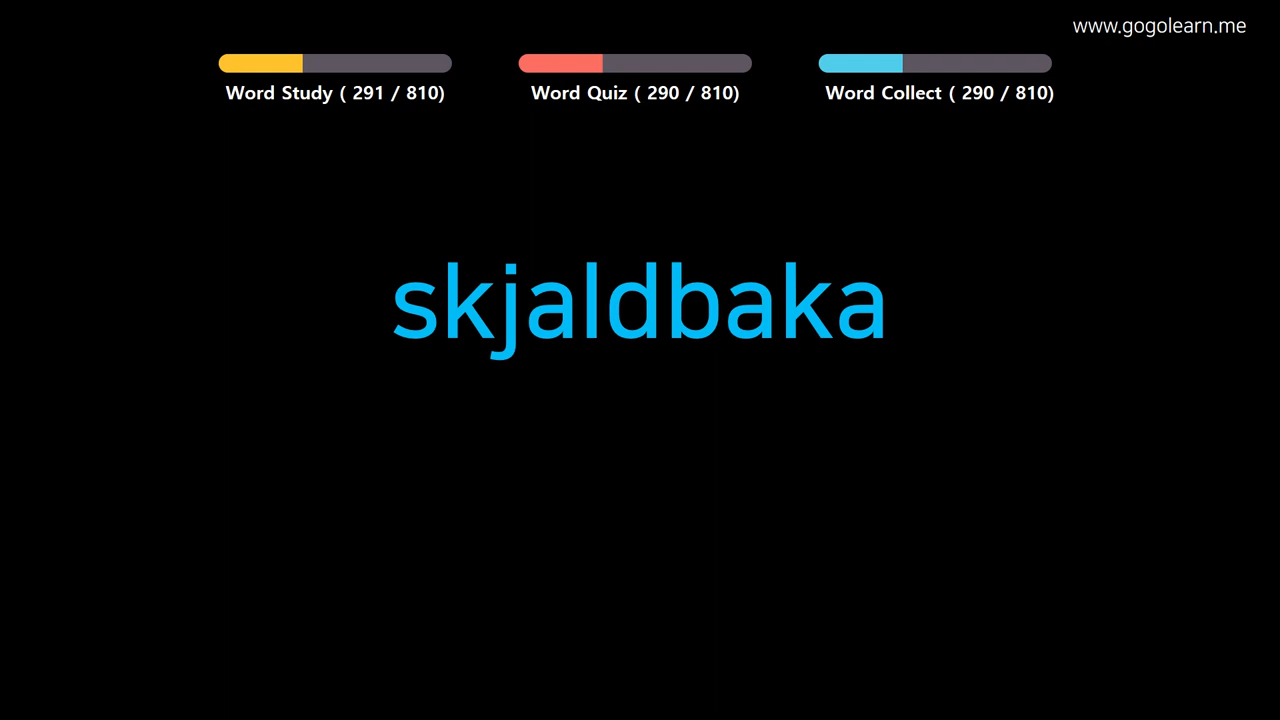 www.gogolearn.me
Word Study ( 291 / 810)
Word Quiz ( 290 / 810)
Word Collect ( 290 / 810)
skjaldbaka